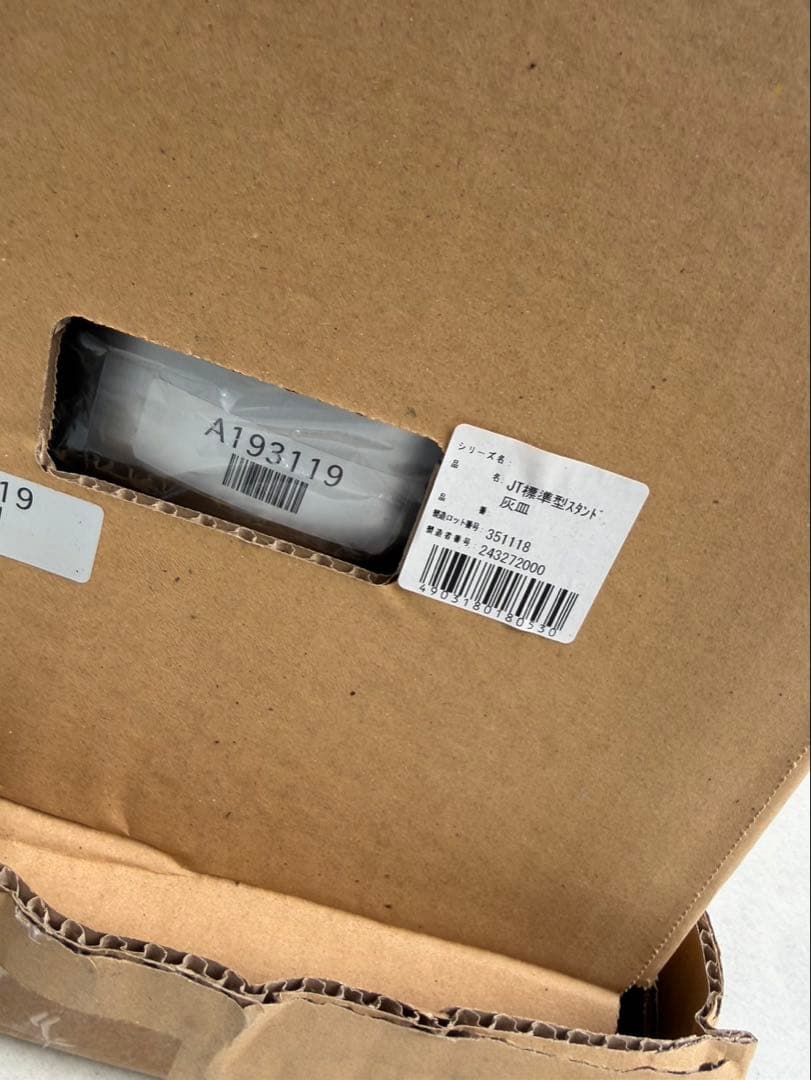 A193119
19
シリーズ名:
品 名: JT標準型スタンド
灰皿
品 番:
製造ロット番号: 351118
製造者番号: 243272000
4903180180530